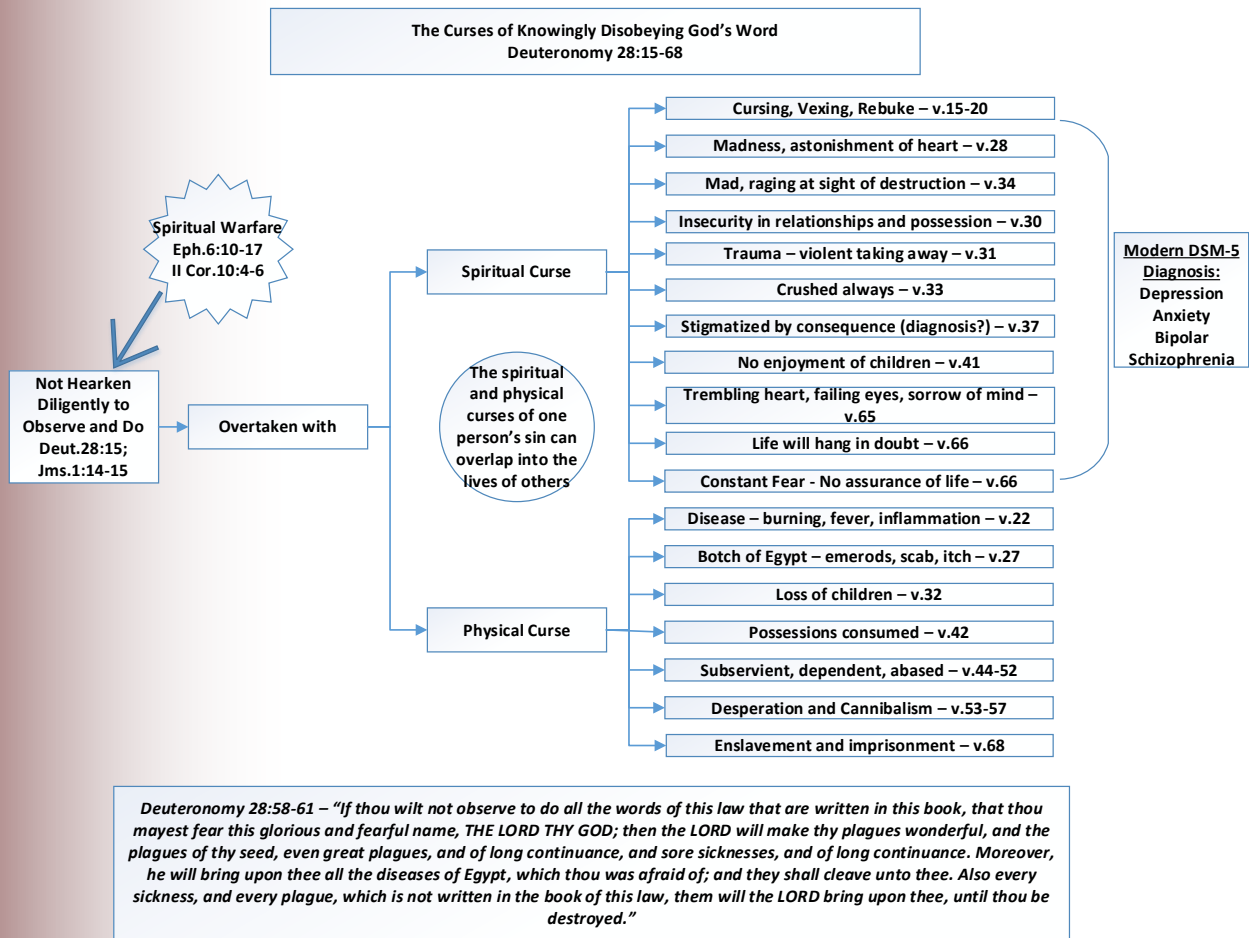 The Curses of Knowingly Disobeying God's Word
Deuteronomy 28:15-68
Spiritual Warfare
Eph.6:10-17
II Cor.10:4-6
Not Hearken
Diligently to
Observe and Do
Deut.28:15;
Jms.1:14-15
Overtaken with
Spiritual Curse
The spiritual
and physical
curses of one
person's sin can
overlap into the
lives of others
Physical Curse
Cursing, Vexing, Rebuke – v.15-20
Madness, astonishment of heart – v.28
Mad, raging at sight of destruction – v.34
Insecurity in relationships and possession – v.30
Trauma – violent taking away – v.31
Crushed always – v.33
Stigmatized by consequence (diagnosis?) – v.37
No enjoyment of children – v.41
Trembling heart, failing eyes, sorrow of mind –
v.65
Life will hang in doubt – v.66
Constant Fear - No assurance of life – v.66
Disease – burning, fever, inflammation – v.22
Botch of Egypt – emerods, scab, itch – v.27
Loss of children – v.32
Possessions consumed – v.42
Subservient, dependent, abased – v.44-52
Desperation and Cannibalism – v.53-57
Enslavement and imprisonment – v.68
Modern DSM-5
Diagnosis:
Depression
Anxiety
Bipolar
Schizophrenia
Deuteronomy 28:58-61 – "If thou wilt not observe to do all the words of this law that are written in this book, that thou
mayest fear this glorious and fearful name, THE LORD THY GOD; then the LORD will make thy plagues wonderful, and the
plagues of thy seed, even great plagues, and of long continuance, and sore sicknesses, and of long continuance. Moreover,
he will bring upon thee all the diseases of Egypt, which thou was afraid of; and they shall cleave unto thee. Also every
sickness, and every plague, which is not written in the book of this law, them will the LORD bring upon thee, until thou be
destroyed."